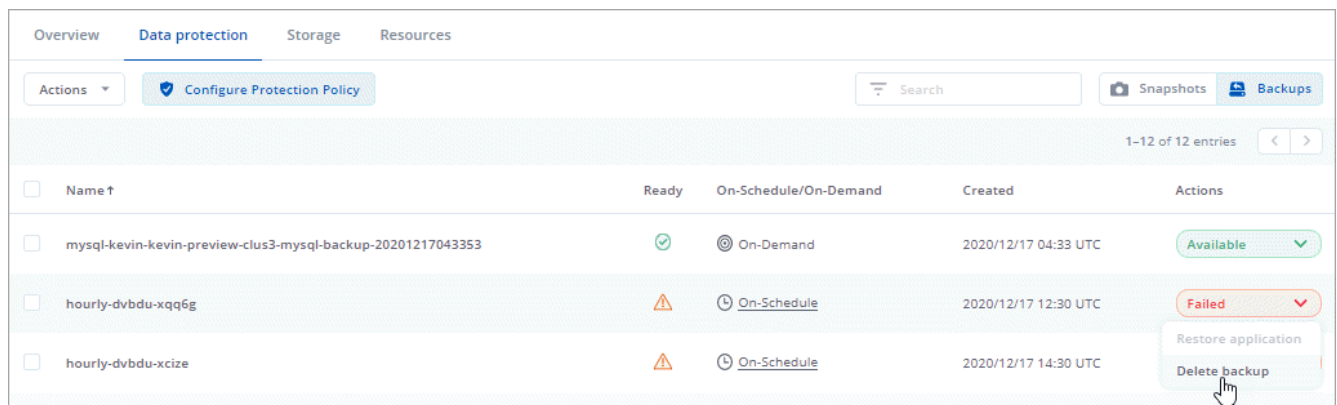 Overview Data protection Storage Resources
Actions Configure Protection Policy Search Snapshots Backups
1–12 of 12 entries
Name↑ Ready On-Schedule/On-Demand Created Actions
mysql-kevin-kevin-preview-clus3-mysql-backup-20201217043353 On-Demand 2020/12/17 04:33 UTC Available
hourly-dvbdu-xqq6g On-Schedule 2020/12/17 12:30 UTC Failed
Restore application
hourly-dvbdu-xcize On-Schedule 2020/12/17 14:30 UTC
Delete backup